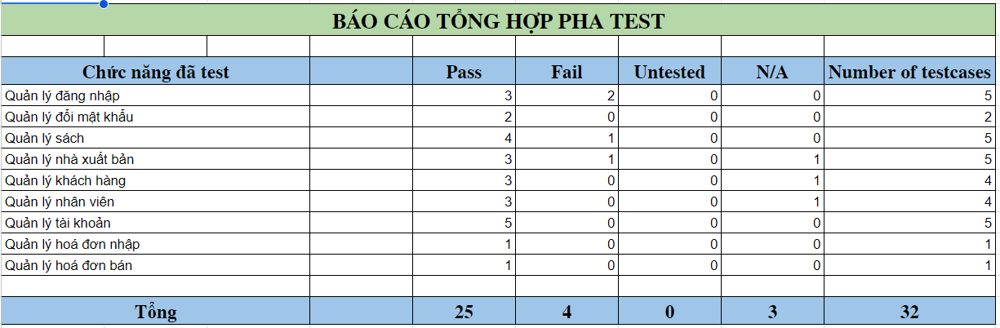 BÁO CÁO TỔNG HỢP PHA TEST
Chức năng đã test Pass Fail Untested N/A Number of testcases
Quản lý đăng nhập 3 2 0 0 5
Quản lý đổi mật khẩu 2 0 0 0 2
Quản lý sách 4 1 0 0 5
Quản lý nhà xuất bản 3 1 0 1 5
Quản lý khách hàng 3 0 0 1 4
Quản lý nhân viên 3 0 0 1 4
Quản lý tài khoản 5 0 0 0 5
Quản lý hoá đơn nhập 1 0 0 0 1
Quản lý hoá đơn bán 1 0 0 0 1
Tổng 25 4 0 3 32